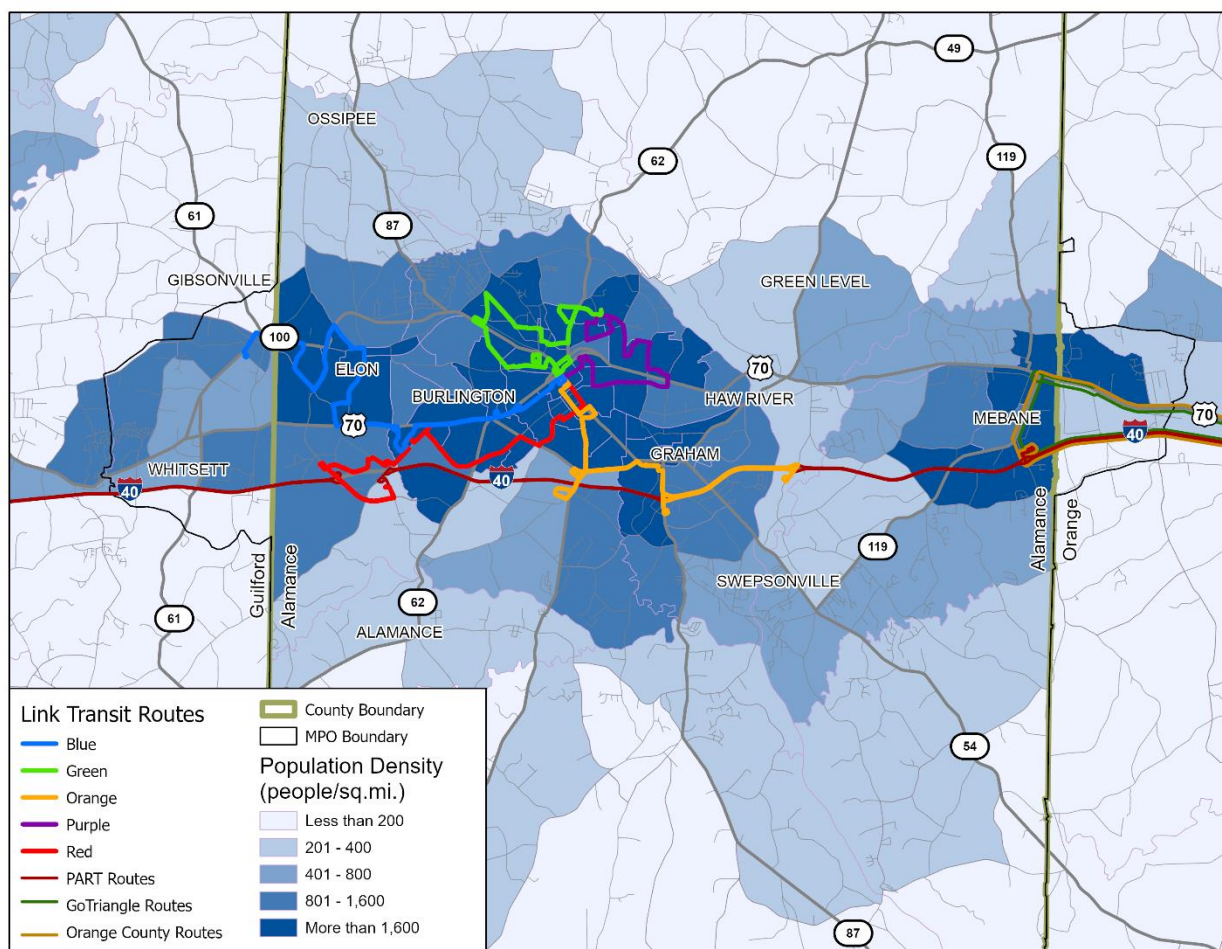 49
OSSIPEE
119
62
61
87
GIBSONVILLE
GREEN LEVEL
100
ELON
70
BURLINGTON
HAW RIVER
70
MEBANE
70
40
WHITSETT
40
GRAHAM
40
119
Guilford
Alamance
Alamance
Orange
SWEPSONVILLE
62
61
ALAMANCE
54
87
Link Transit Routes
Blue
Green
Orange
Purple
Red
PART Routes
GoTriangle Routes
Orange County Routes
County Boundary
MPO Boundary
Population Density
(people/sq.mi.)
Less than 200
201 - 400
401 - 800
801 - 1,600
More than 1,600